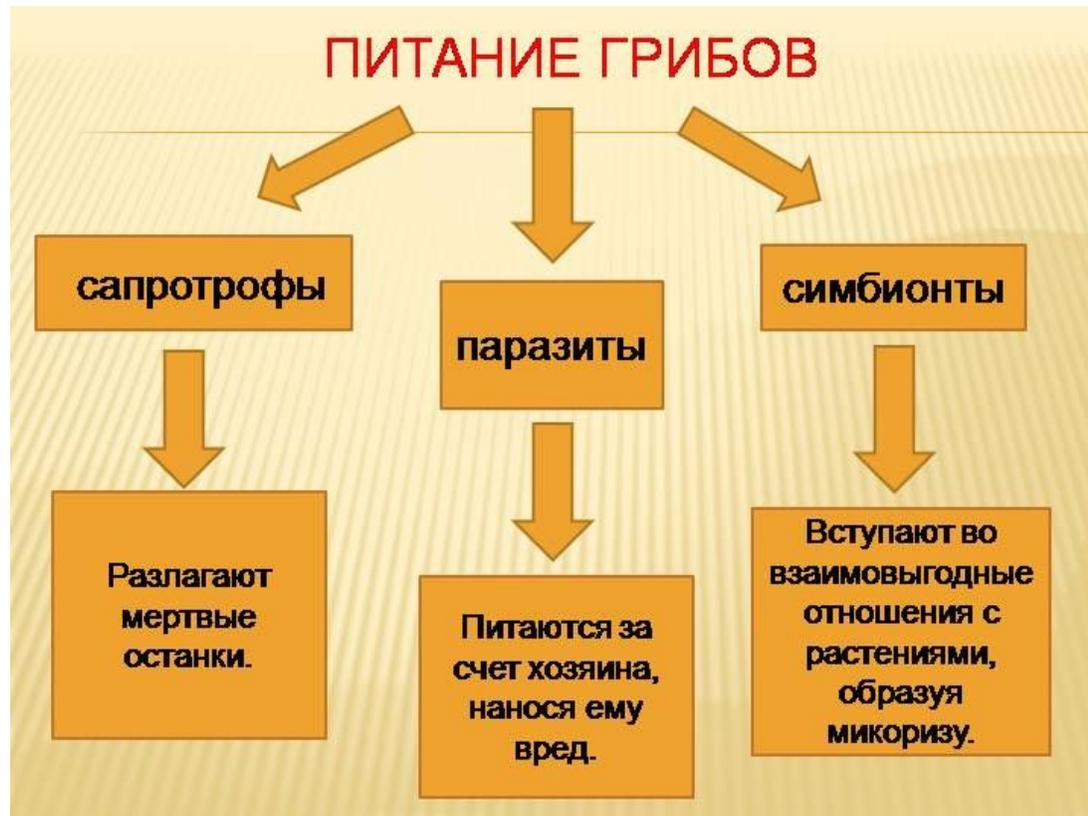 ПИТАНИЕ ГРИБОВ
сапротрофы
паразиты
симбионты
Разлагают
мертвые
останки.
Питаются за
счет хозяина,
нанося ему
вред.
Вступают во
взаимовыгодные
отношения с
растениями,
образуя
микоризу.